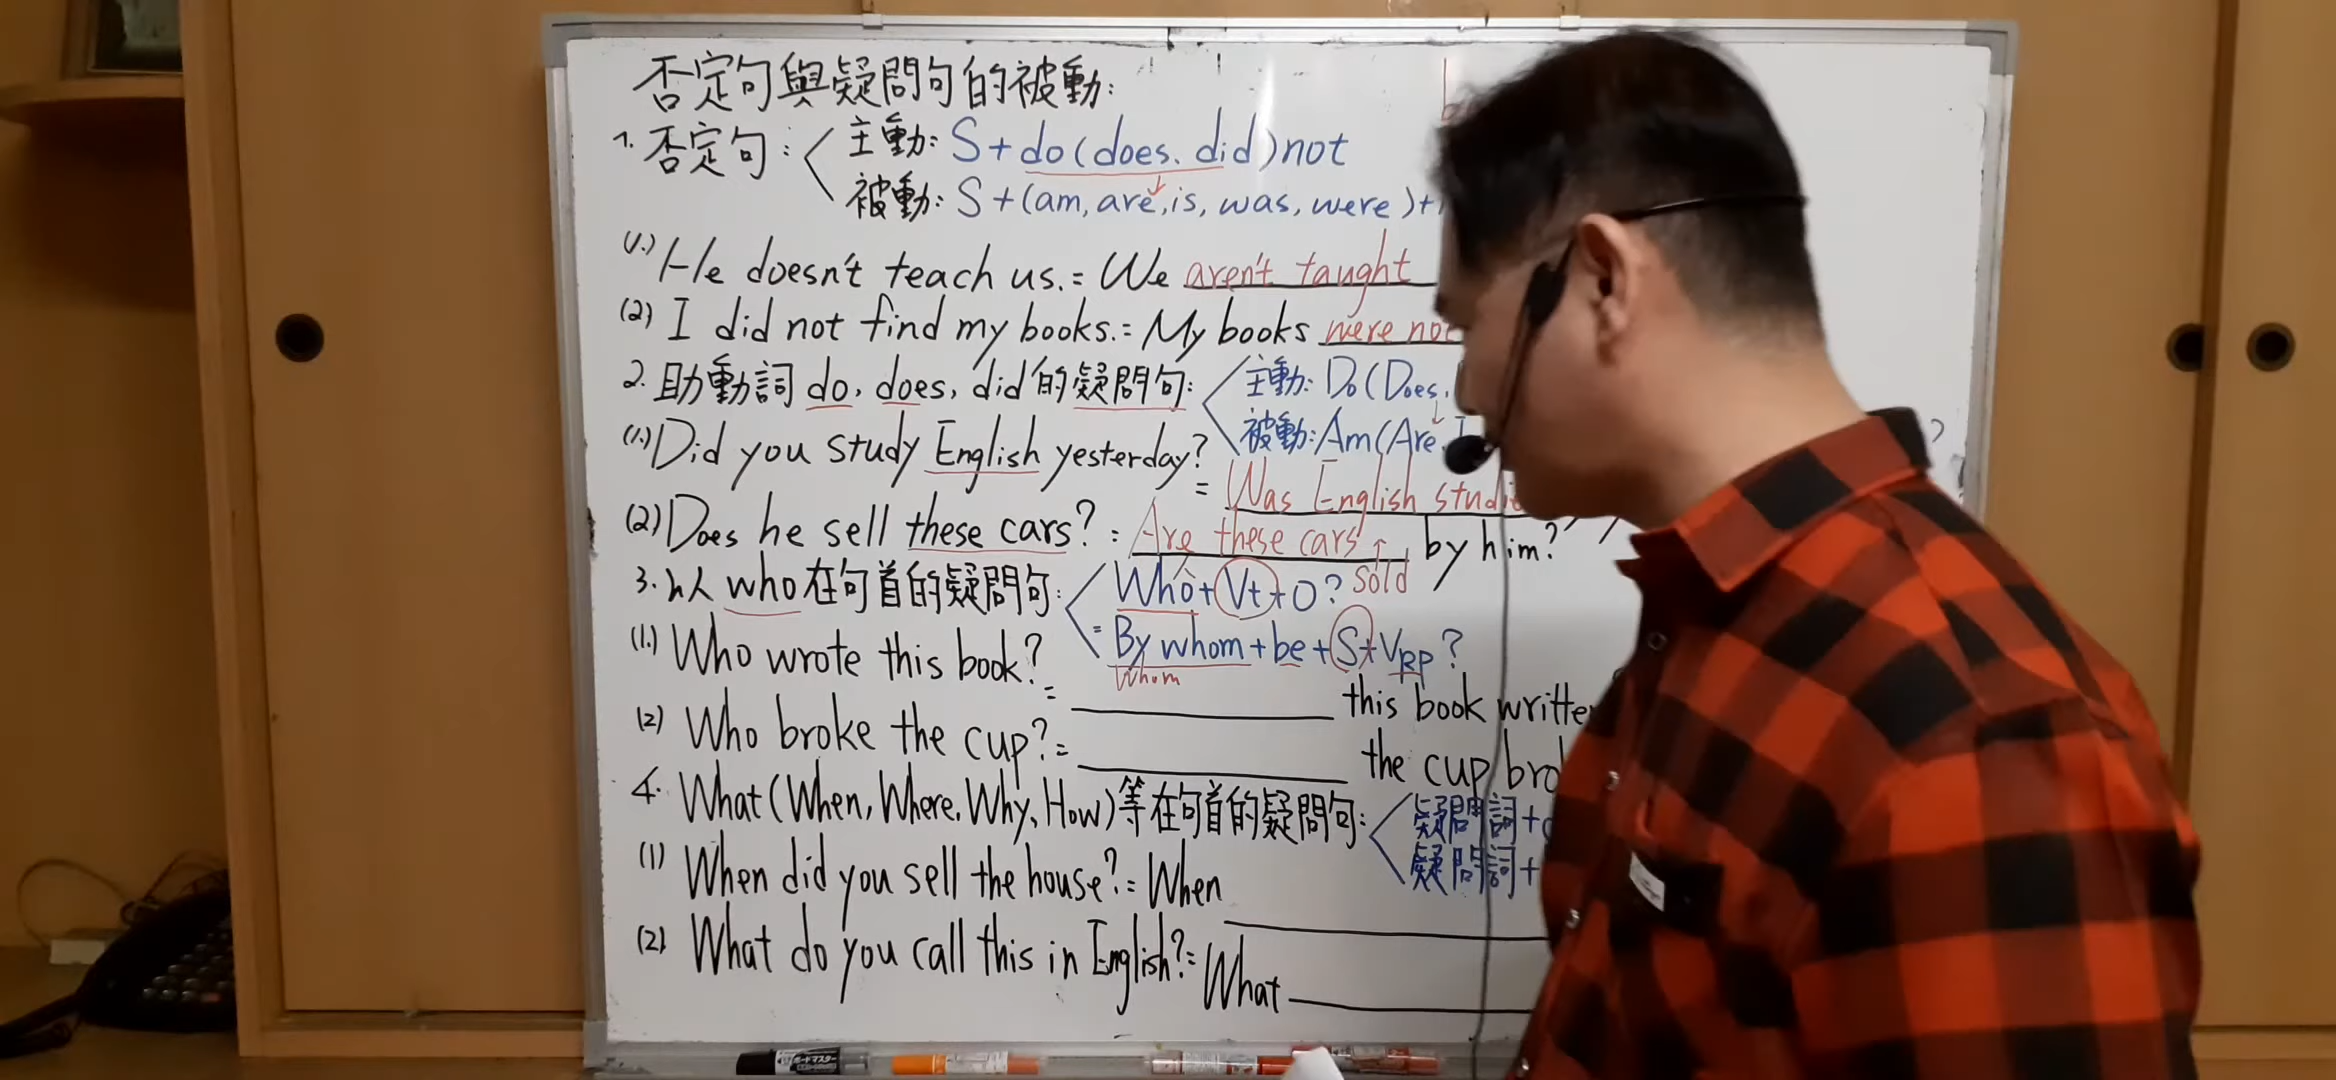 否定句與疑問句的被動:
1. 否定句: 主動: S+do(does. did)not
被動: S+(am, are, is, was, were)+
(1.) He doesn't teach us. = We aren't taught
(2) I did not find my books. = My books were not
2. 助動詞 do, does, did 的疑問句: 主動: Do(Does.
被動: Am(Are.
(1.) Did you study English yesterday? = Was English studi
(2) Does he sell these cars? = Are these cars sold by him?
3. 以人 who在句首的疑問句: Who+Vt+O?
= By whom+be+S+VP.P?
Whom
(1.) Who wrote this book? = this book written
(2) Who broke the cup? = the cup bro
4. What(When, Where, Why, How)等在句首的疑問句: 疑問詞+
疑問詞+
(1) When did you sell the house? = When
(2) What do you call this in English? = What